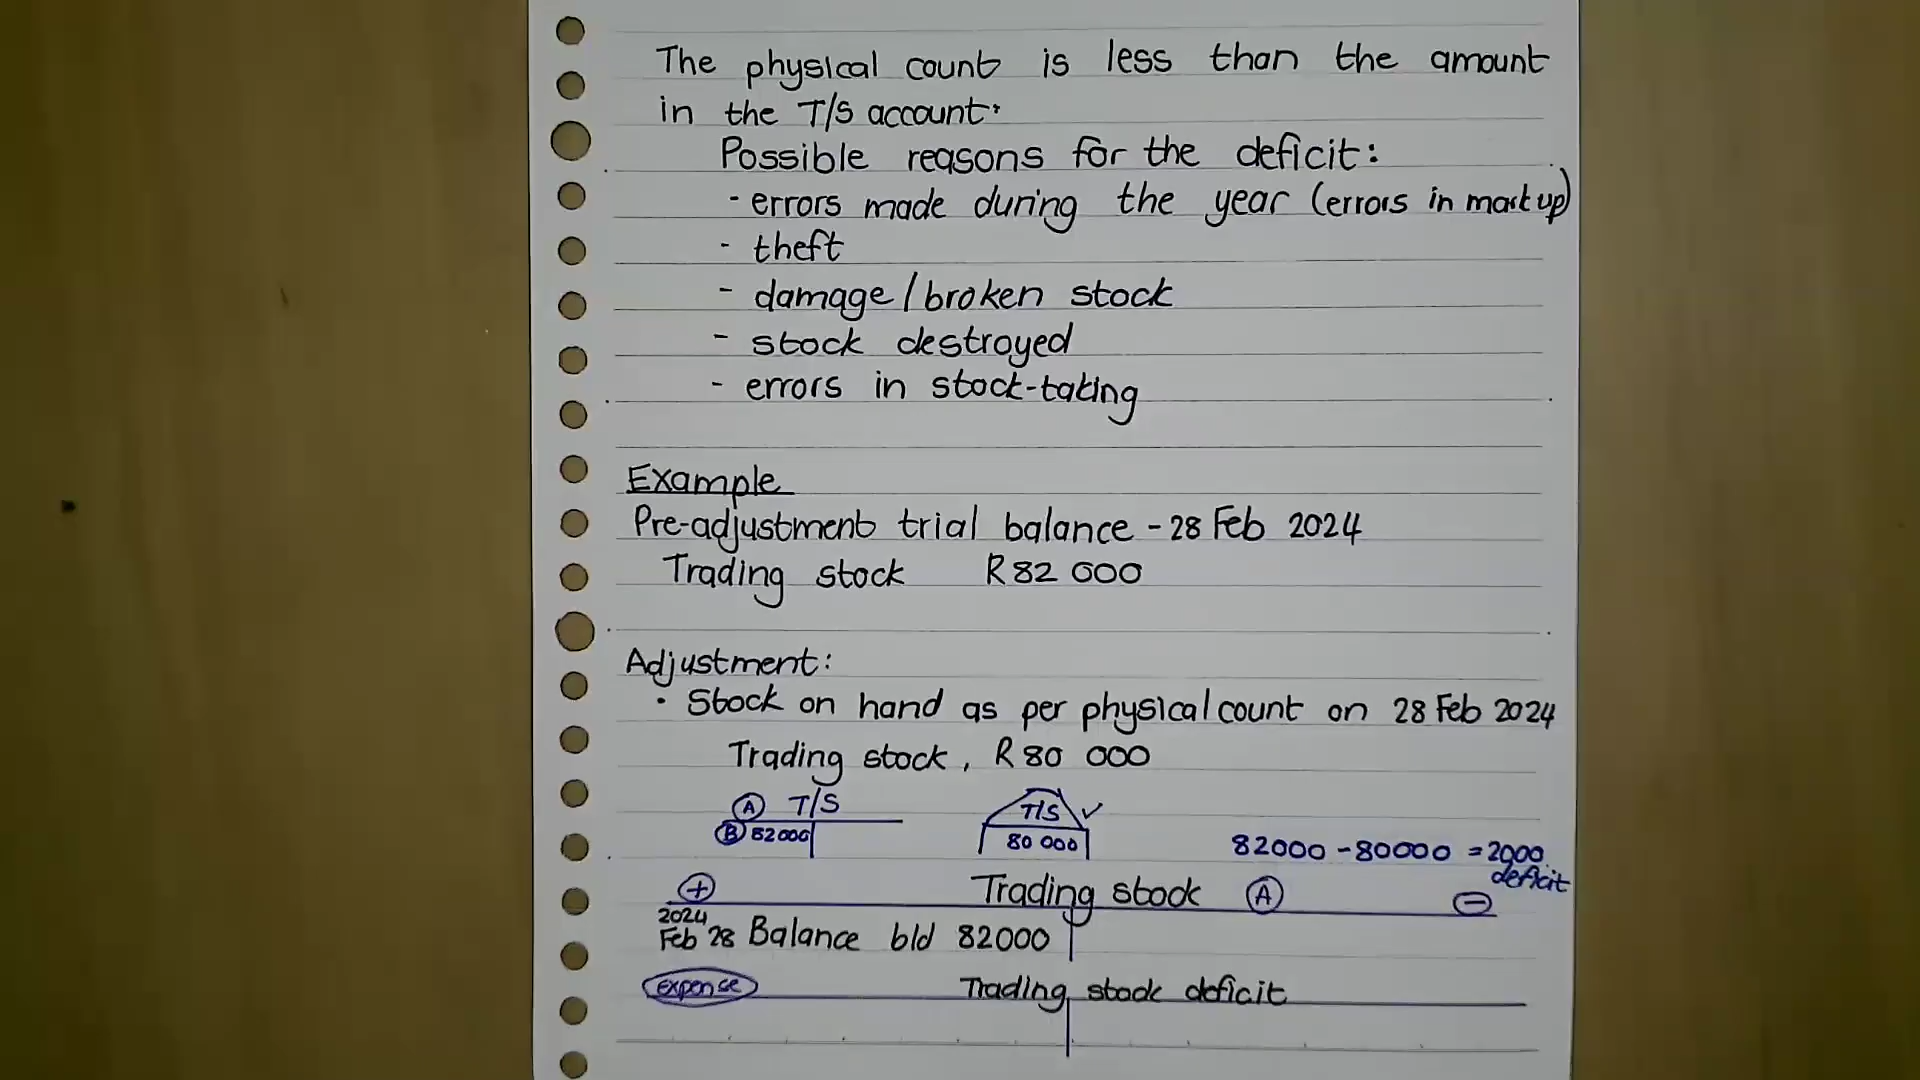 The physical count is less than the amount
in the T/S account:
Possible reasons for the deficit:
- errors made during the year (errors in mark up)
- theft
- damage/broken stock
- stock destroyed
- errors in stock-taking
Example
Pre-adjustment trial balance - 28 Feb 2024
Trading stock R82 000
Adjustment:
• Stock on hand as per physical count on 28 Feb 2024
Trading stock, R80 000
A T/S
B 82000
T/S ✓
80 000
82000 - 80000 = 2000
deficit
+ Trading stock A -
2024
Feb 28 Balance b/d 82000
Expense Trading stock deficit